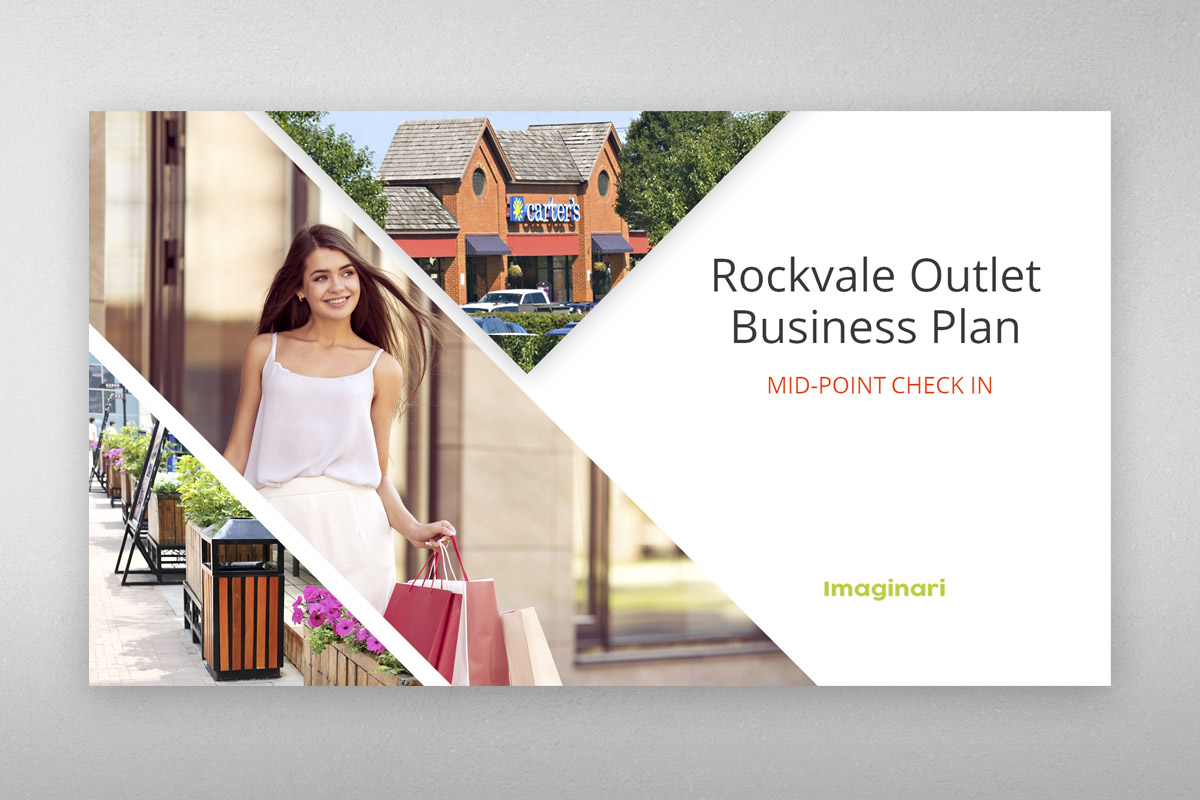 carter's
Rockvale Outlet
Business Plan
MID-POINT CHECK IN
Imaginari